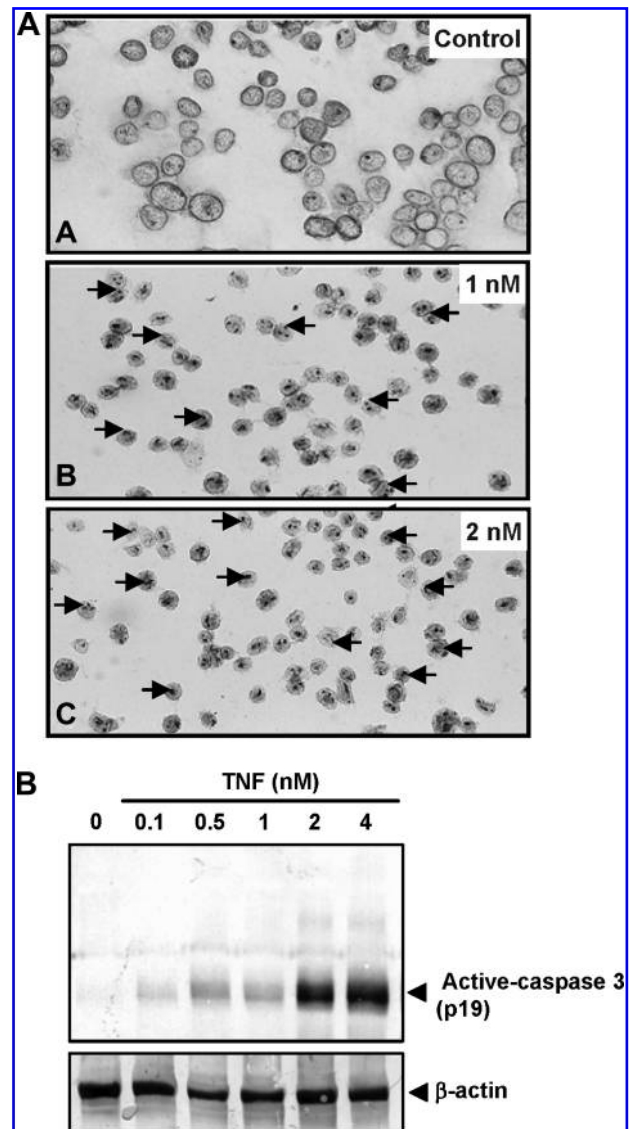 A
Control
A
1 nM
B
2 nM
C
B
TNF (nM)
0 0.1 0.5 1 2 4
Active-caspase 3
(p19)
β-actin